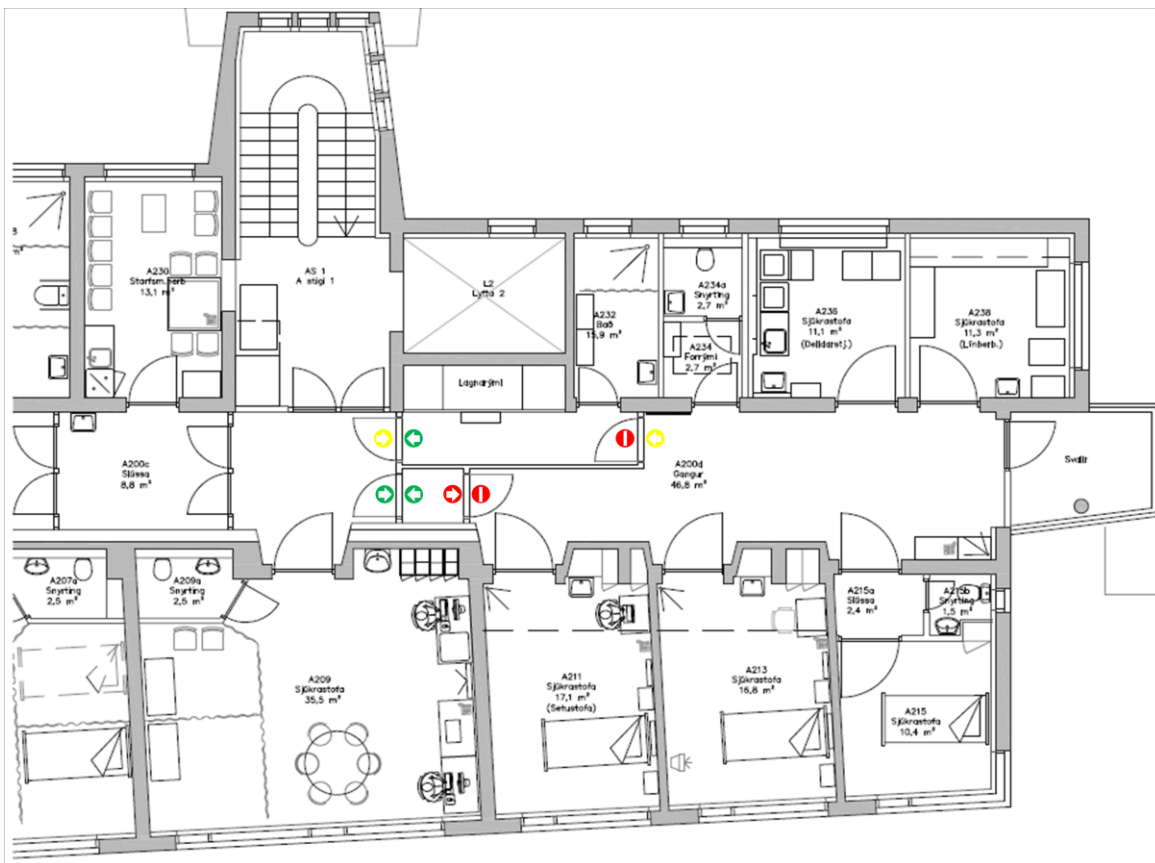 A230
Starfsm.herb
13,1 m²
AS 1
A stigi 1
L2
Lyfta 2
Lagnarými
A232
Bað
15,9 m²
A234a
Snyrting
2,7 m²
A234
Forrými
2,7 m²
A236
Sjúkrastofa
11,1 m²
(Deildarstj.)
A238
Sjúkrastofa
11,3 m²
(Línherb.)
A200c
Slússa
8,8 m²
A200d
Gangur
46,8 m²
Svalir
A207a
Snyrting
2,5 m²
A209a
Snyrting
2,5 m²
A209
Sjúkrastofa
35,5 m²
A211
Sjúkrastofa
17,1 m²
(Setustofa)
A213
Sjúkrastofa
16,8 m²
A215a
Slússa
2,4 m²
A215b
Snyrting
1,5 m²
A215
Sjúkrastofa
10,4 m²